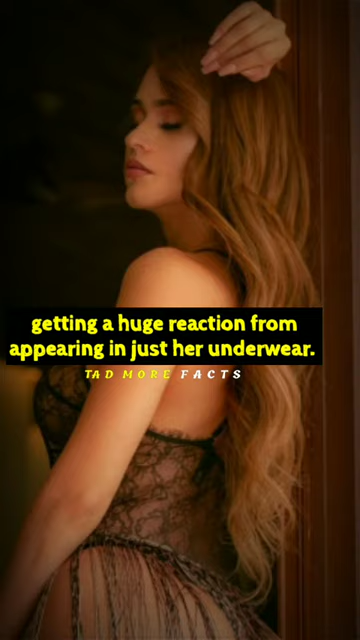 getting a huge reaction from
appearing in just her underwear.
TAD MORE FACTS